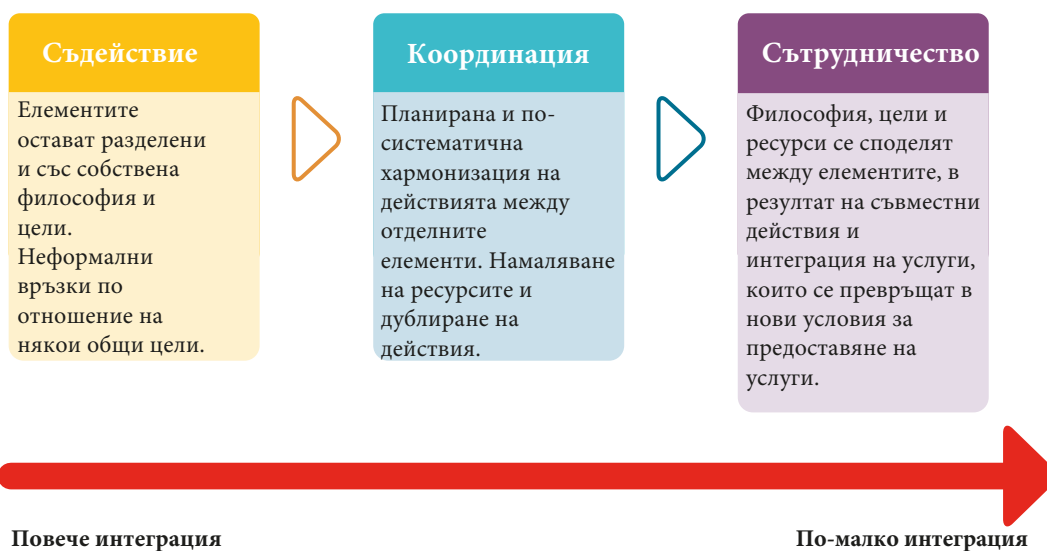 Съдействие
Елементите
остават разделени
и със собствена
философия и
цели.
Неформални
връзки по
отношение на
някои общи цели.
Координация
Планирана и по-
систематична
хармонизация на
действията между
отделните
елементи. Намаляване
на ресурсите и
дублиране на
действия.
Сътрудничество
Философия, цели и
ресурси се споделят
между елементите, в
резултат на съвместни
действия и
интеграция на услуги,
които се превръщат в
нови условия за
предоставяне на
услуги.
Повече интеграция
По-малко интеграция